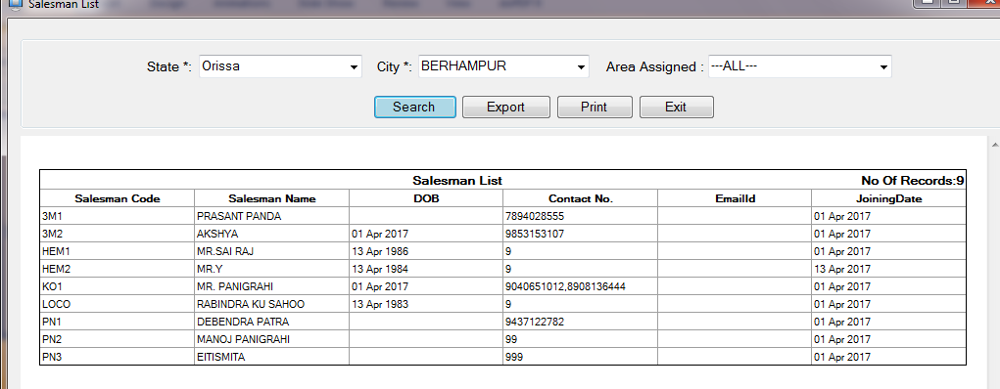 Salesman List
State *: Orissa City *: BERHAMPUR Area Assigned : ---ALL---
Search Export Print Exit
Salesman List No Of Records:9
Salesman Code Salesman Name DOB Contact No. EmailId JoiningDate
3M1 PRASANT PANDA 7894028555 01 Apr 2017
3M2 AKSHYA 01 Apr 2017 9853153107 01 Apr 2017
HEM1 MR.SAI RAJ 13 Apr 1986 9 01 Apr 2017
HEM2 MR.Y 13 Apr 1984 9 13 Apr 2017
KO1 MR. PANIGRAHI 01 Apr 2017 9040651012,8908136444 01 Apr 2017
LOCO RABINDRA KU SAHOO 13 Apr 1983 9 01 Apr 2017
PN1 DEBENDRA PATRA 9437122782 01 Apr 2017
PN2 MANOJ PANIGRAHI 99 01 Apr 2017
PN3 EITISMITA 999 01 Apr 2017